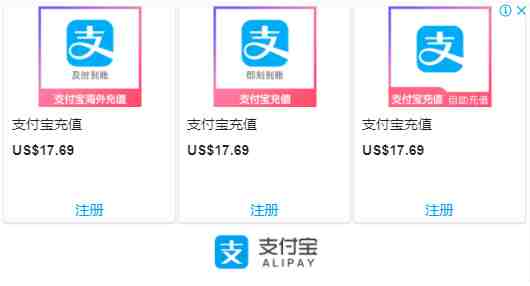 支
及时到账
支付宝海外充值
支付宝充值
US$17.69
注册
支
即刻到账
支付宝充值
支付宝充值
US$17.69
注册
支
支付宝充值 自助充值
支付宝充值
US$17.69
注册
支 支付宝
ALIPAY